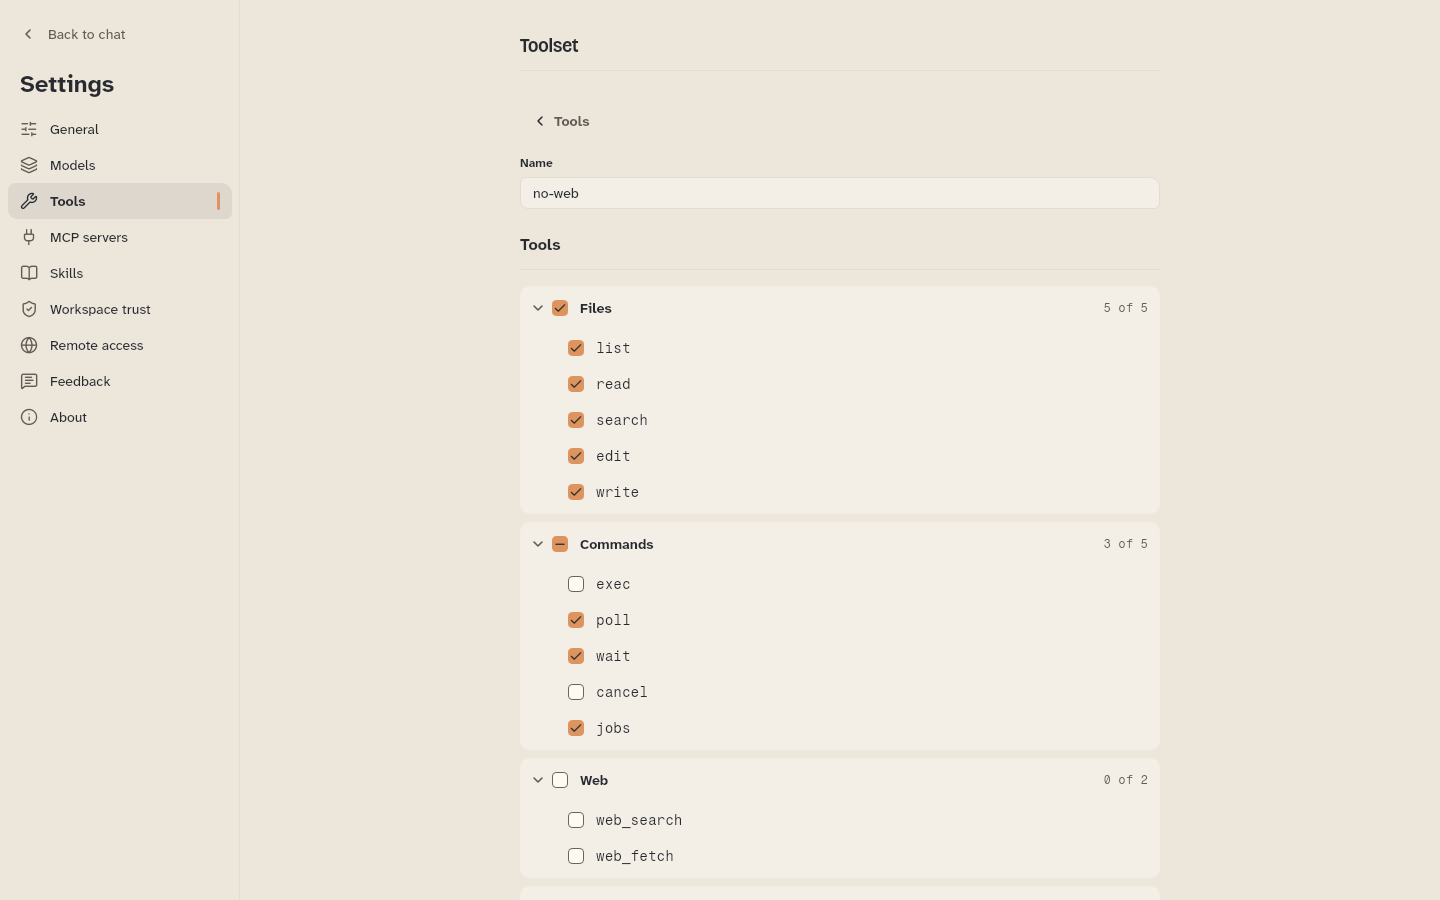 Back to chat
Settings
General
Models
Tools
MCP servers
Skills
Workspace trust
Remote access
Feedback
About
Toolset
Tools
Name
no-web
Tools
Files 5 of 5
list
read
search
edit
write
Commands 3 of 5
exec
poll
wait
cancel
jobs
Web 0 of 2
web_search
web_fetch